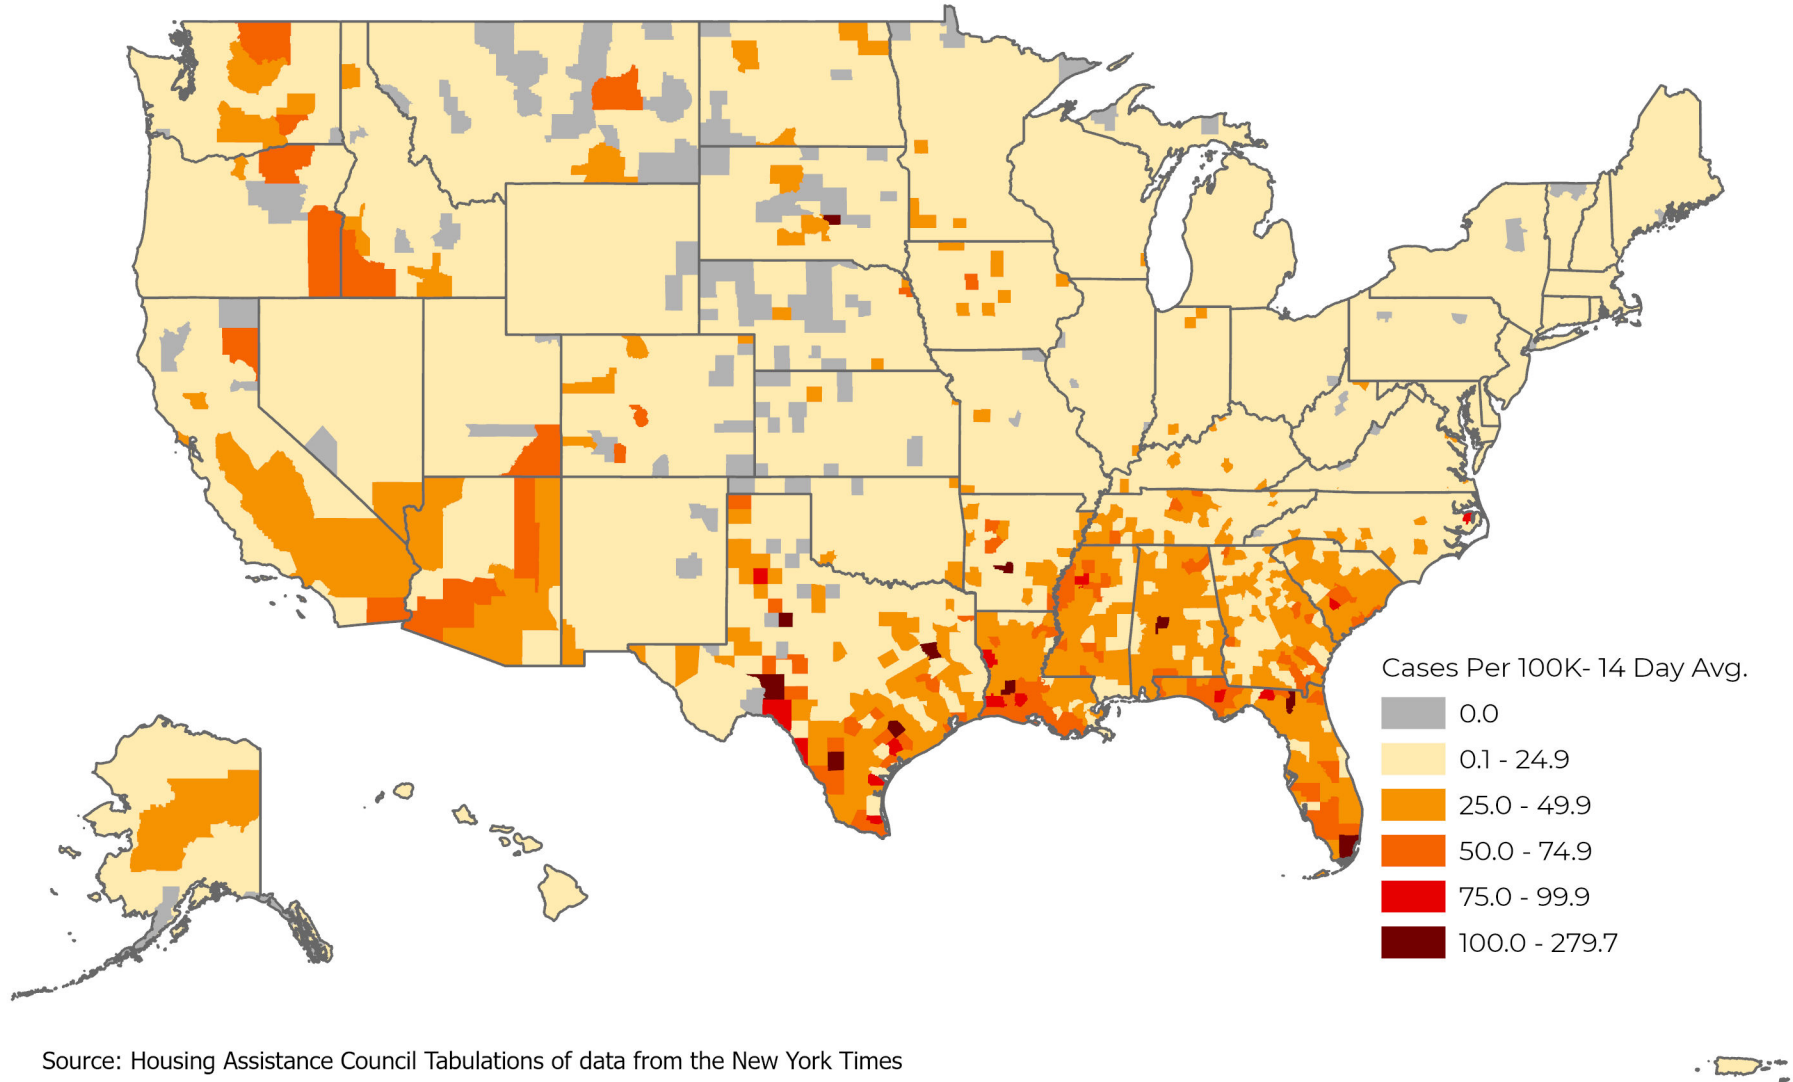 Cases Per 100K- 14 Day Avg.
0.0
0.1 - 24.9
25.0 - 49.9
50.0 - 74.9
75.0 - 99.9
100.0 - 279.7
Source: Housing Assistance Council Tabulations of data from the New York Times